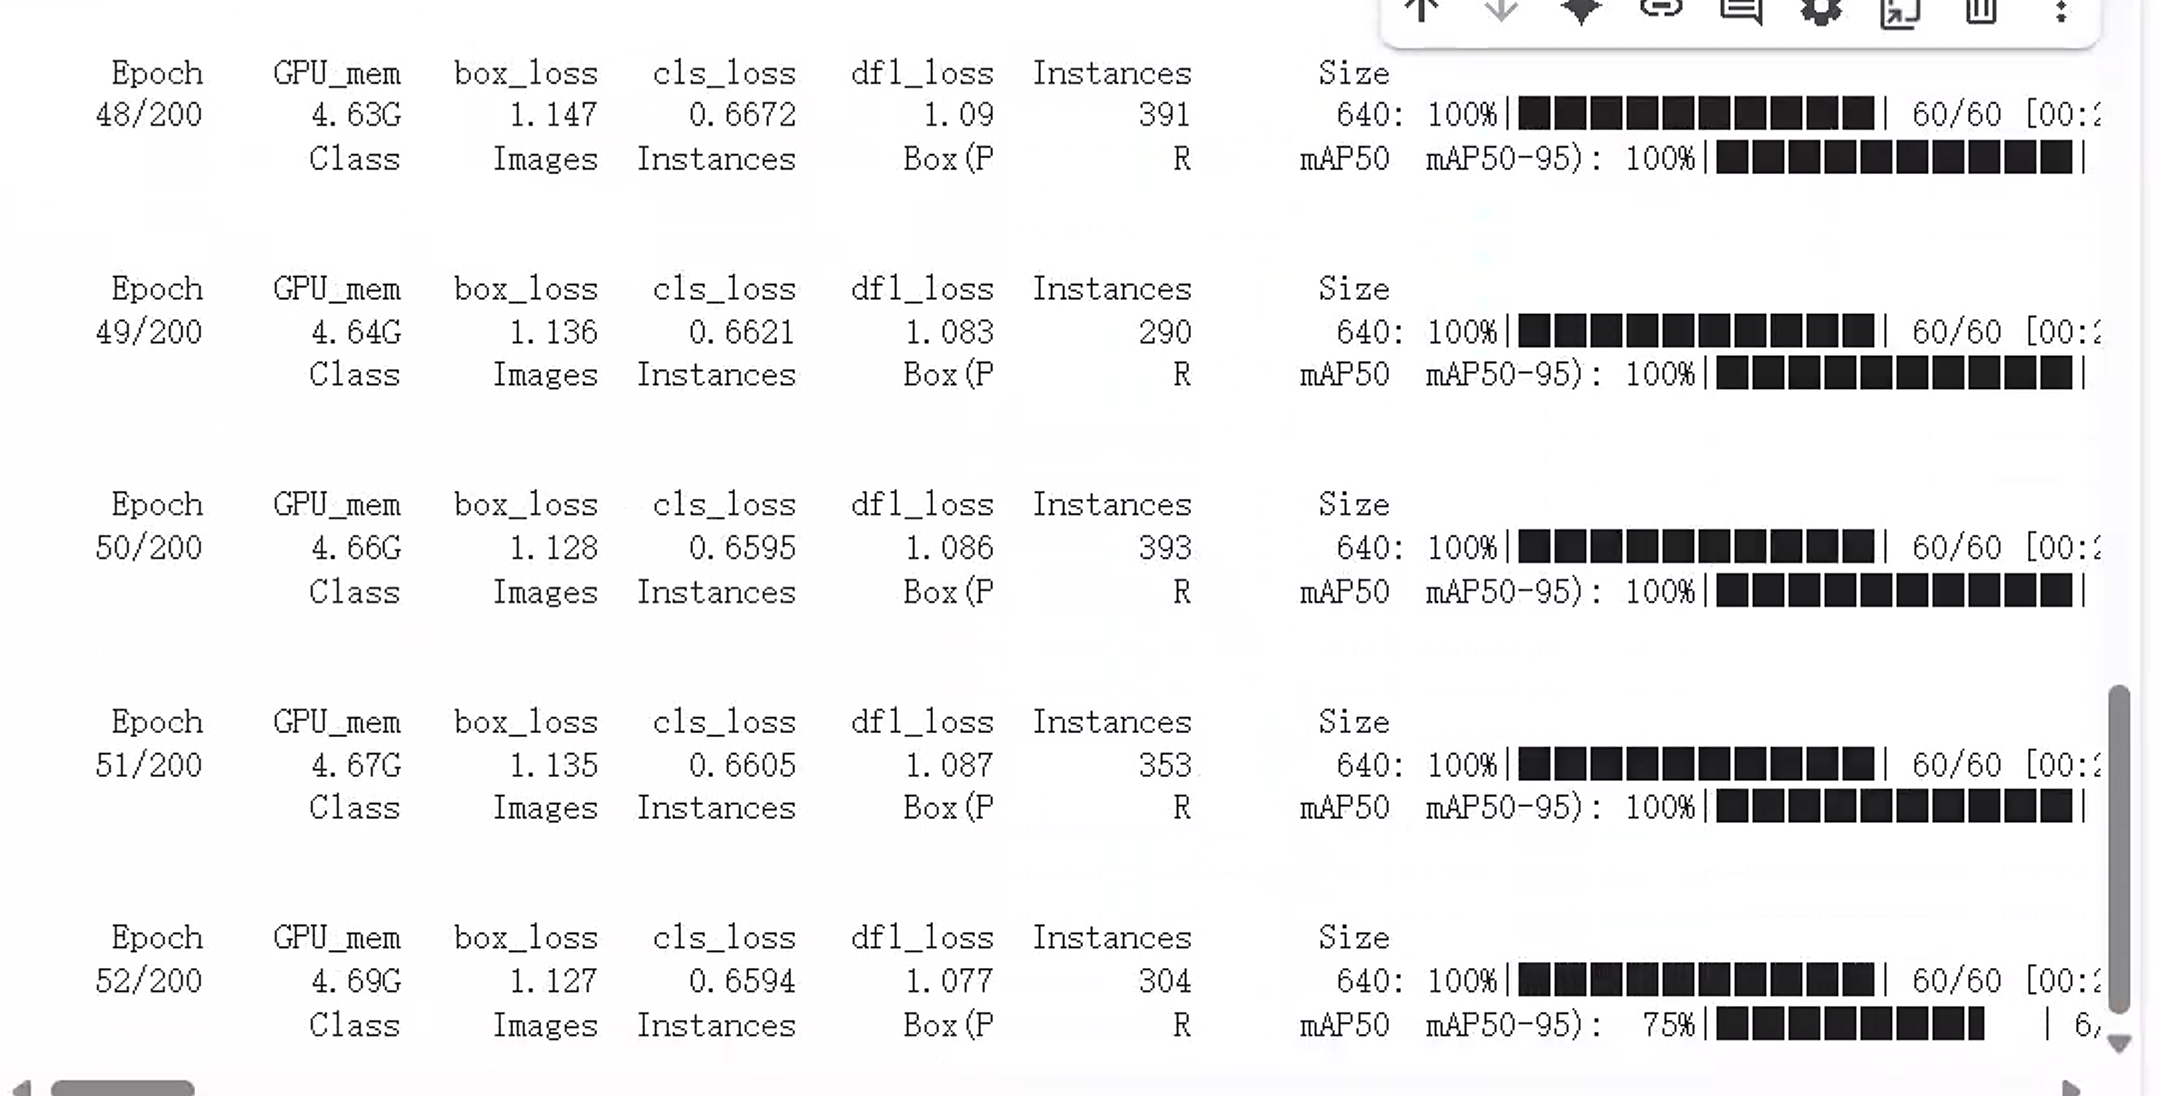 Epoch GPU_mem box_loss cls_loss dfl_loss Instances Size
48/200 4.63G 1.147 0.6672 1.09 391 640: 100%|██████████| 60/60 [00:2
Class Images Instances Box(P R mAP50 mAP50-95): 100%|██████████|
Epoch GPU_mem box_loss cls_loss dfl_loss Instances Size
49/200 4.64G 1.136 0.6621 1.083 290 640: 100%|██████████| 60/60 [00:2
Class Images Instances Box(P R mAP50 mAP50-95): 100%|██████████|
Epoch GPU_mem box_loss cls_loss dfl_loss Instances Size
50/200 4.66G 1.128 0.6595 1.086 393 640: 100%|██████████| 60/60 [00:2
Class Images Instances Box(P R mAP50 mAP50-95): 100%|██████████|
Epoch GPU_mem box_loss cls_loss dfl_loss Instances Size
51/200 4.67G 1.135 0.6605 1.087 353 640: 100%|██████████| 60/60 [00:2
Class Images Instances Box(P R mAP50 mAP50-95): 100%|██████████|
Epoch GPU_mem box_loss cls_loss dfl_loss Instances Size
52/200 4.69G 1.127 0.6594 1.077 304 640: 100%|██████████| 60/60 [00:2
Class Images Instances Box(P R mAP50 mAP50-95): 75%|███████▌ | 6/